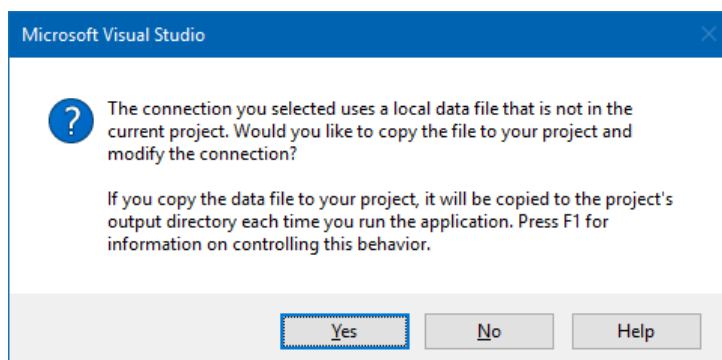 Microsoft Visual Studio
The connection you selected uses a local data file that is not in the
current project. Would you like to copy the file to your project and
modify the connection?
If you copy the data file to your project, it will be copied to the project's
output directory each time you run the application. Press F1 for
information on controlling this behavior.
Yes
No
Help